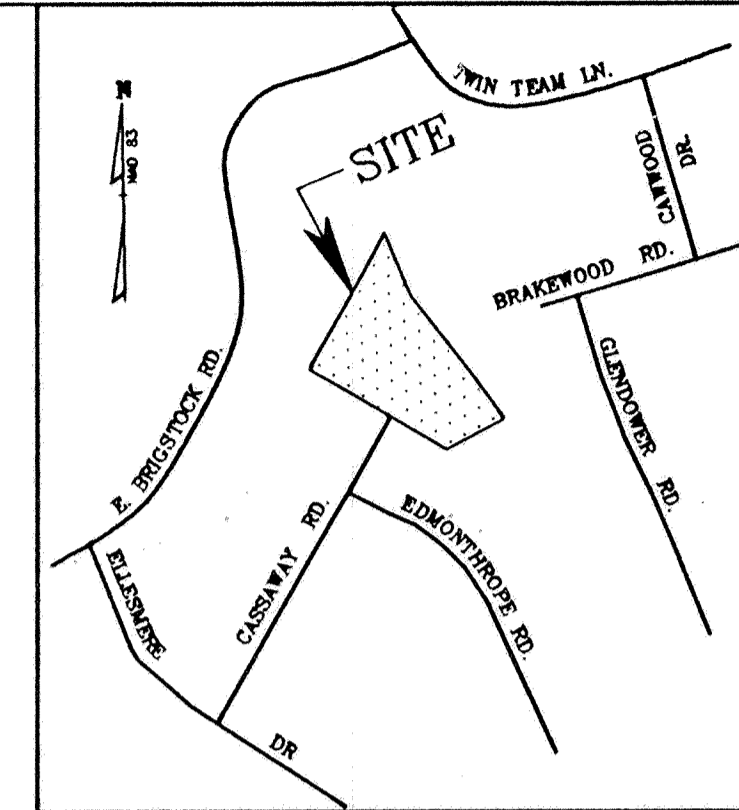 TWIN TEAM LN.
N
NAD 83
SITE
CAWOOD
DR.
BRAKEWOOD RD.
GLENDOWER RD.
E. BRIGSTOCK RD.
EDMONTHROPE RD.
CASSAWAY RD.
ELLESMERE
DR